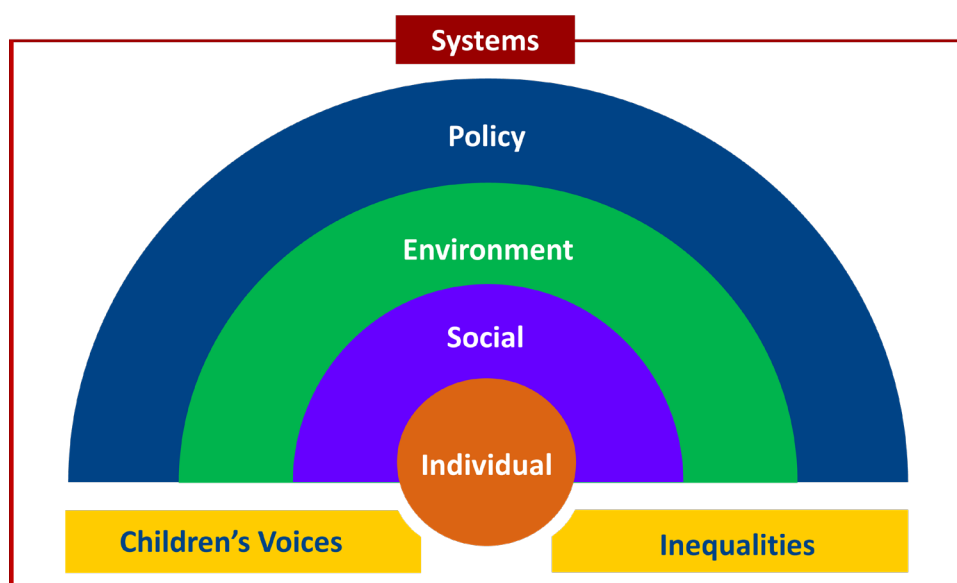 Systems
Policy
Environment
Social
Individual
Children’s Voices
Inequalities